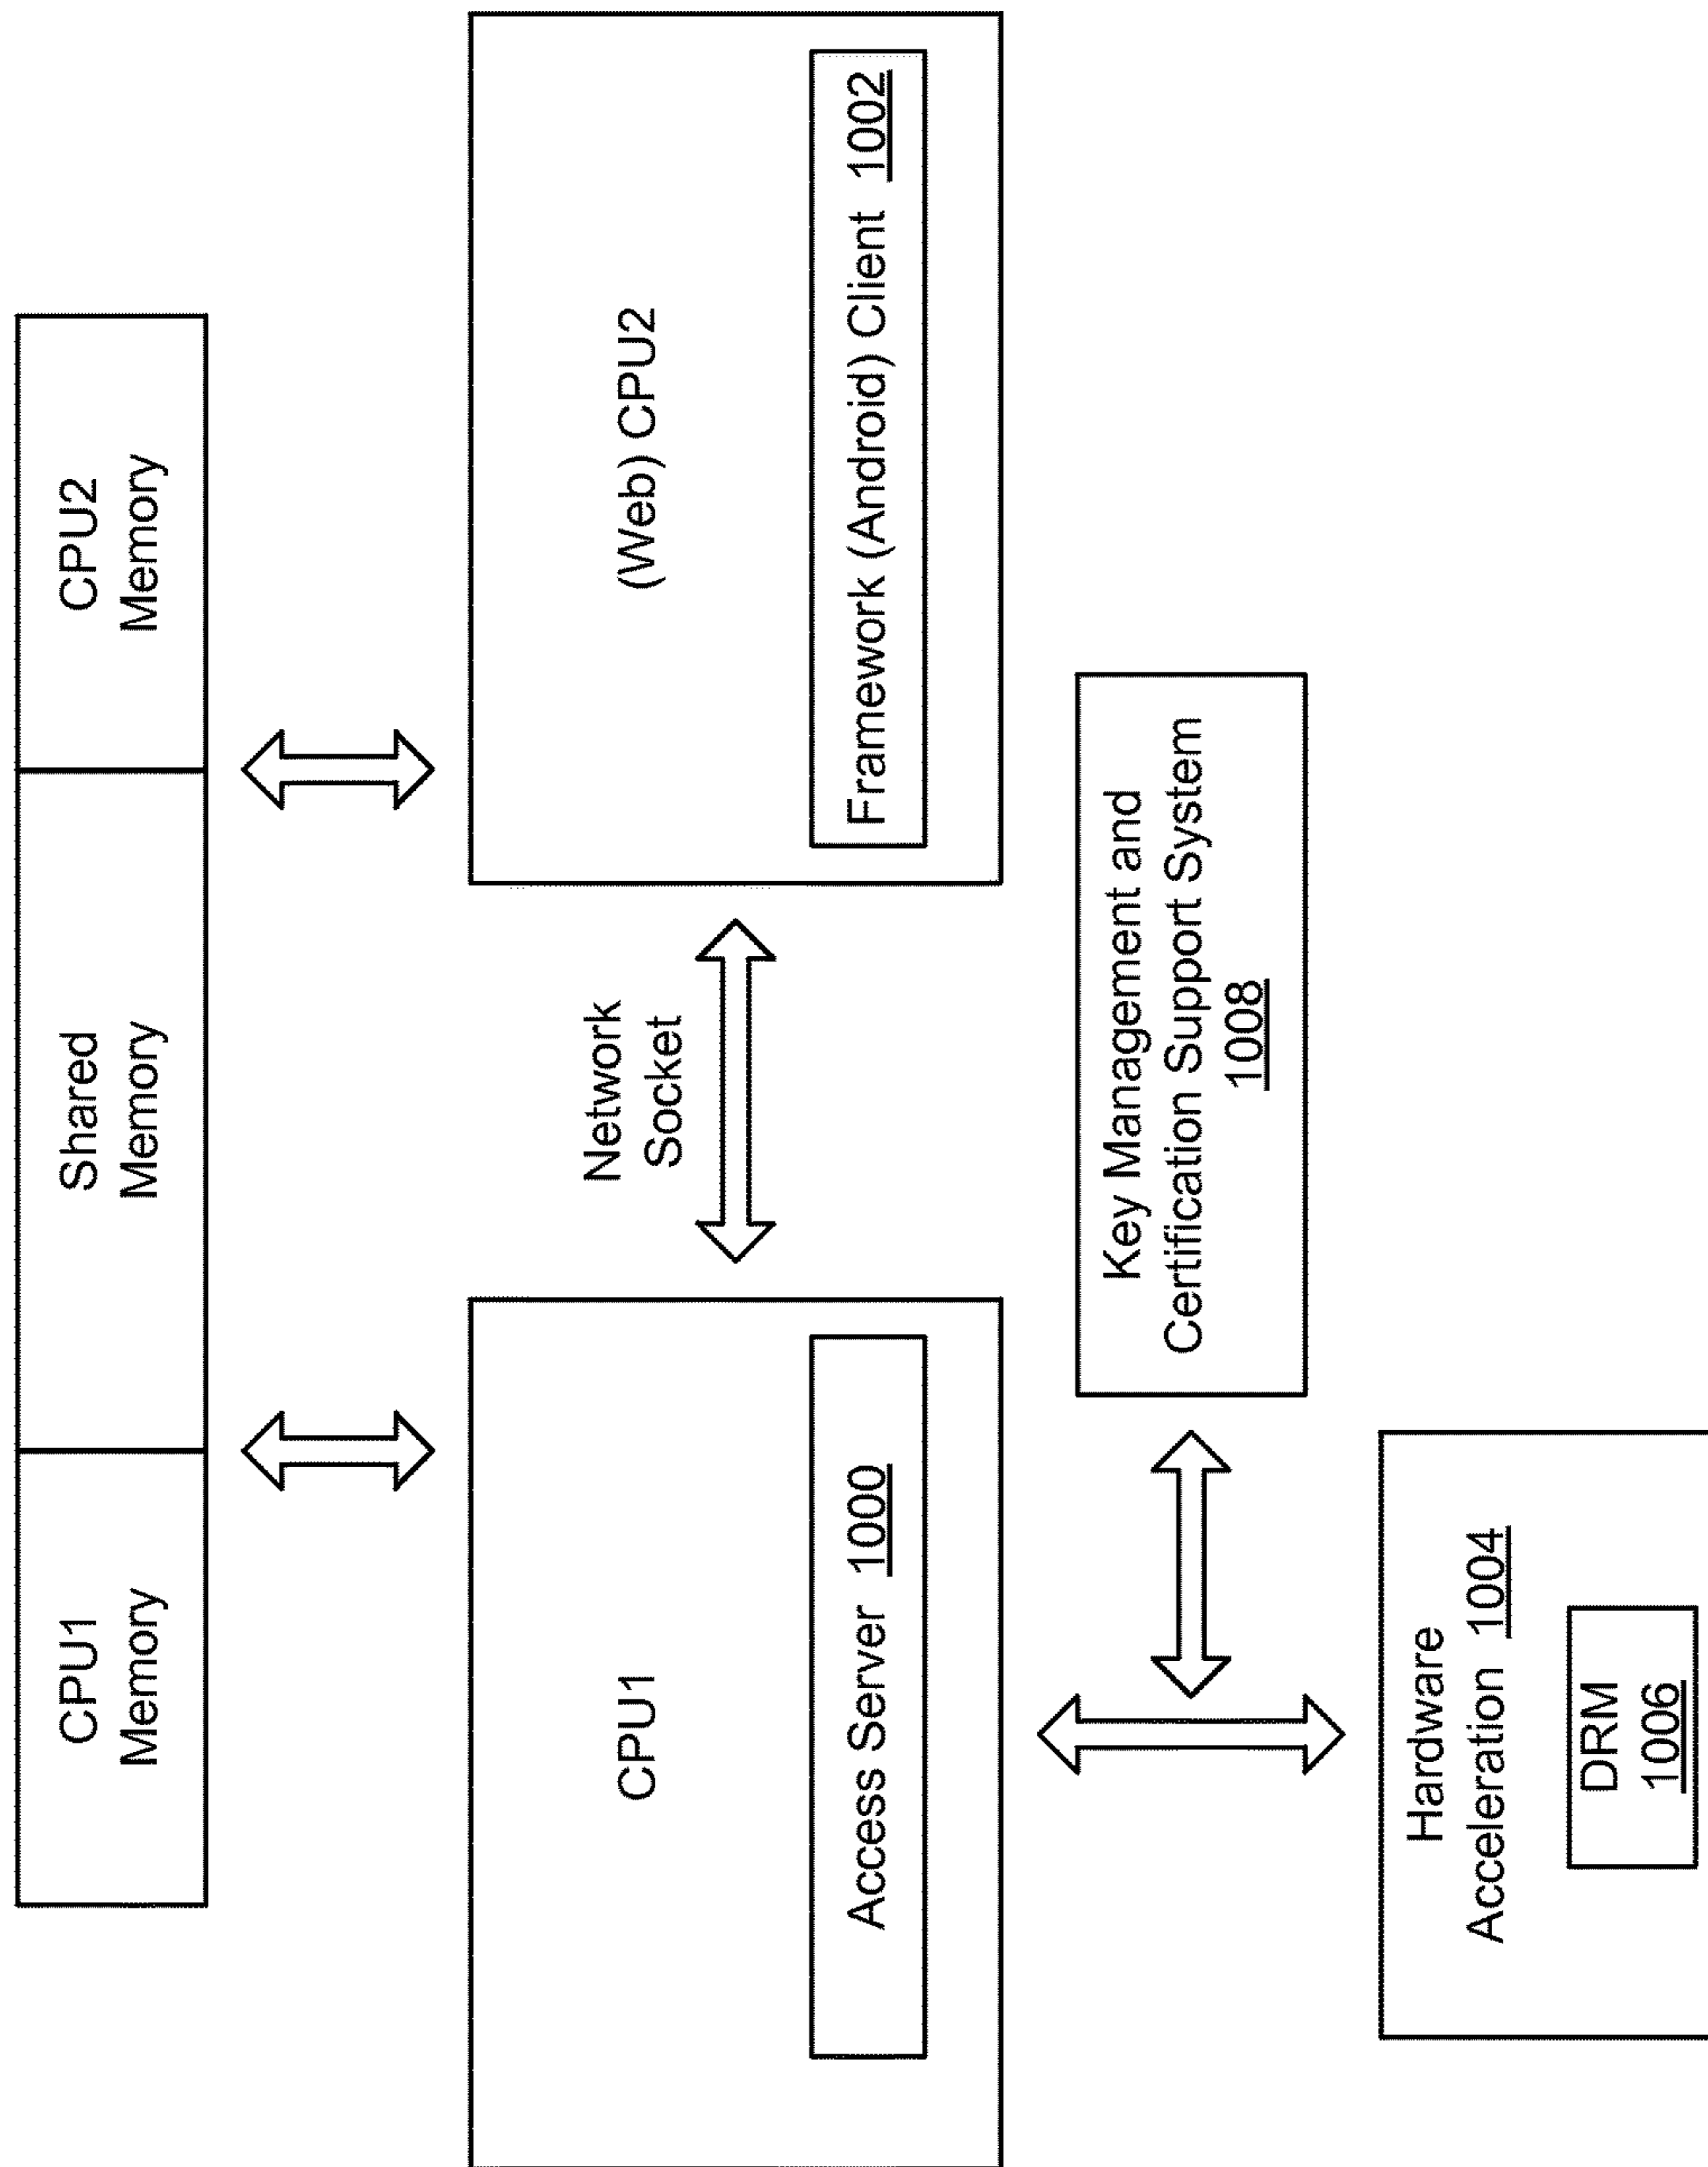 CPU1
Memory
Shared
Memory
CPU2
Memory
CPU1
Access Server 1000
Network
Socket
(Web) CPU2
Framework (Android) Client 1002
Key Management and
Certification Support System
1008
Hardware
Acceleration 1004
DRM
1006